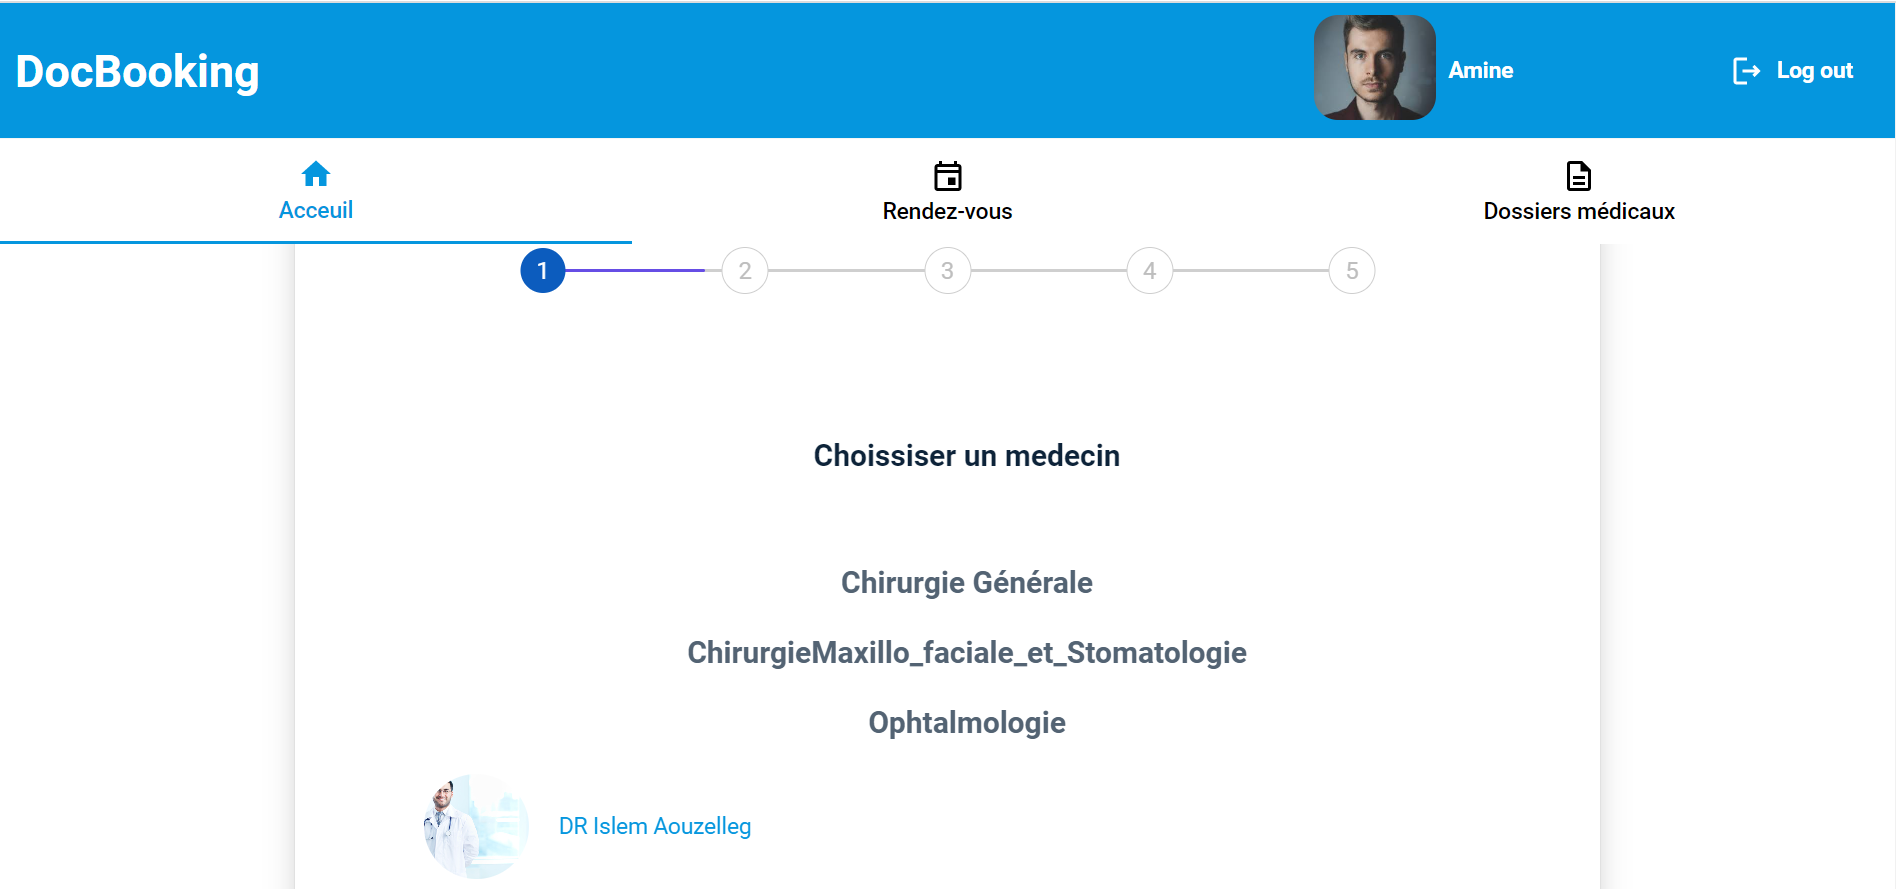 DocBooking
Amine
Log out
Acceuil
Rendez-vous
Dossiers médicaux
1 2 3 4 5
Choissiser un medecin
Chirurgie Générale
ChirurgieMaxillo_faciale_et_Stomatologie
Ophtalmologie
DR Islem Aouzelleg